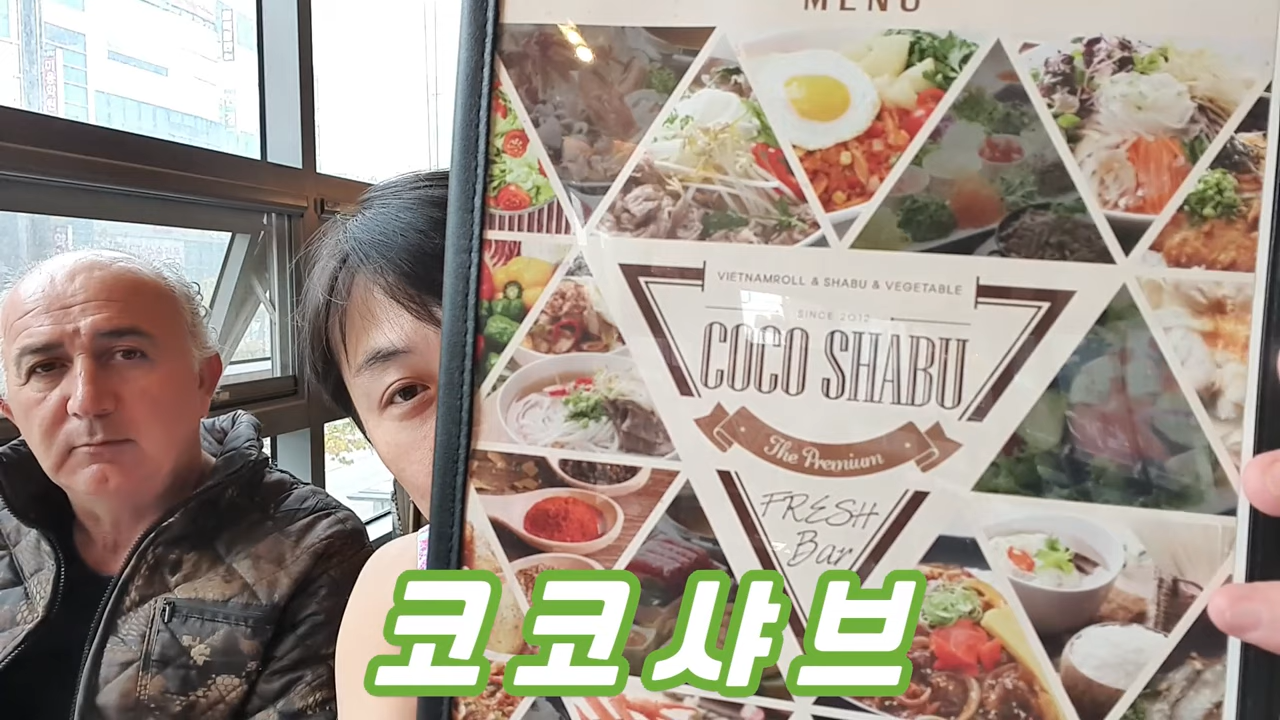 MENU
VIETNAMROLL & SHABU & VEGETABLE
SINCE 2012
COCO SHABU
The Premium
FRESH
Bar
코코샤브